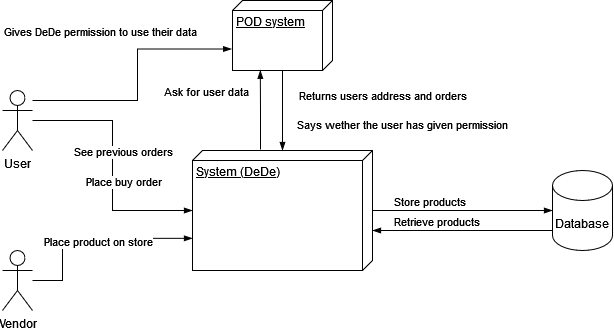 POD system
Gives DeDe permission to use their data
Ask for user data
Returns users address and orders
Says wether the user has given permission
User
See previous orders
Place buy order
System (DeDe)
Store products
Retrieve products
Database
Place product on store
Vendor